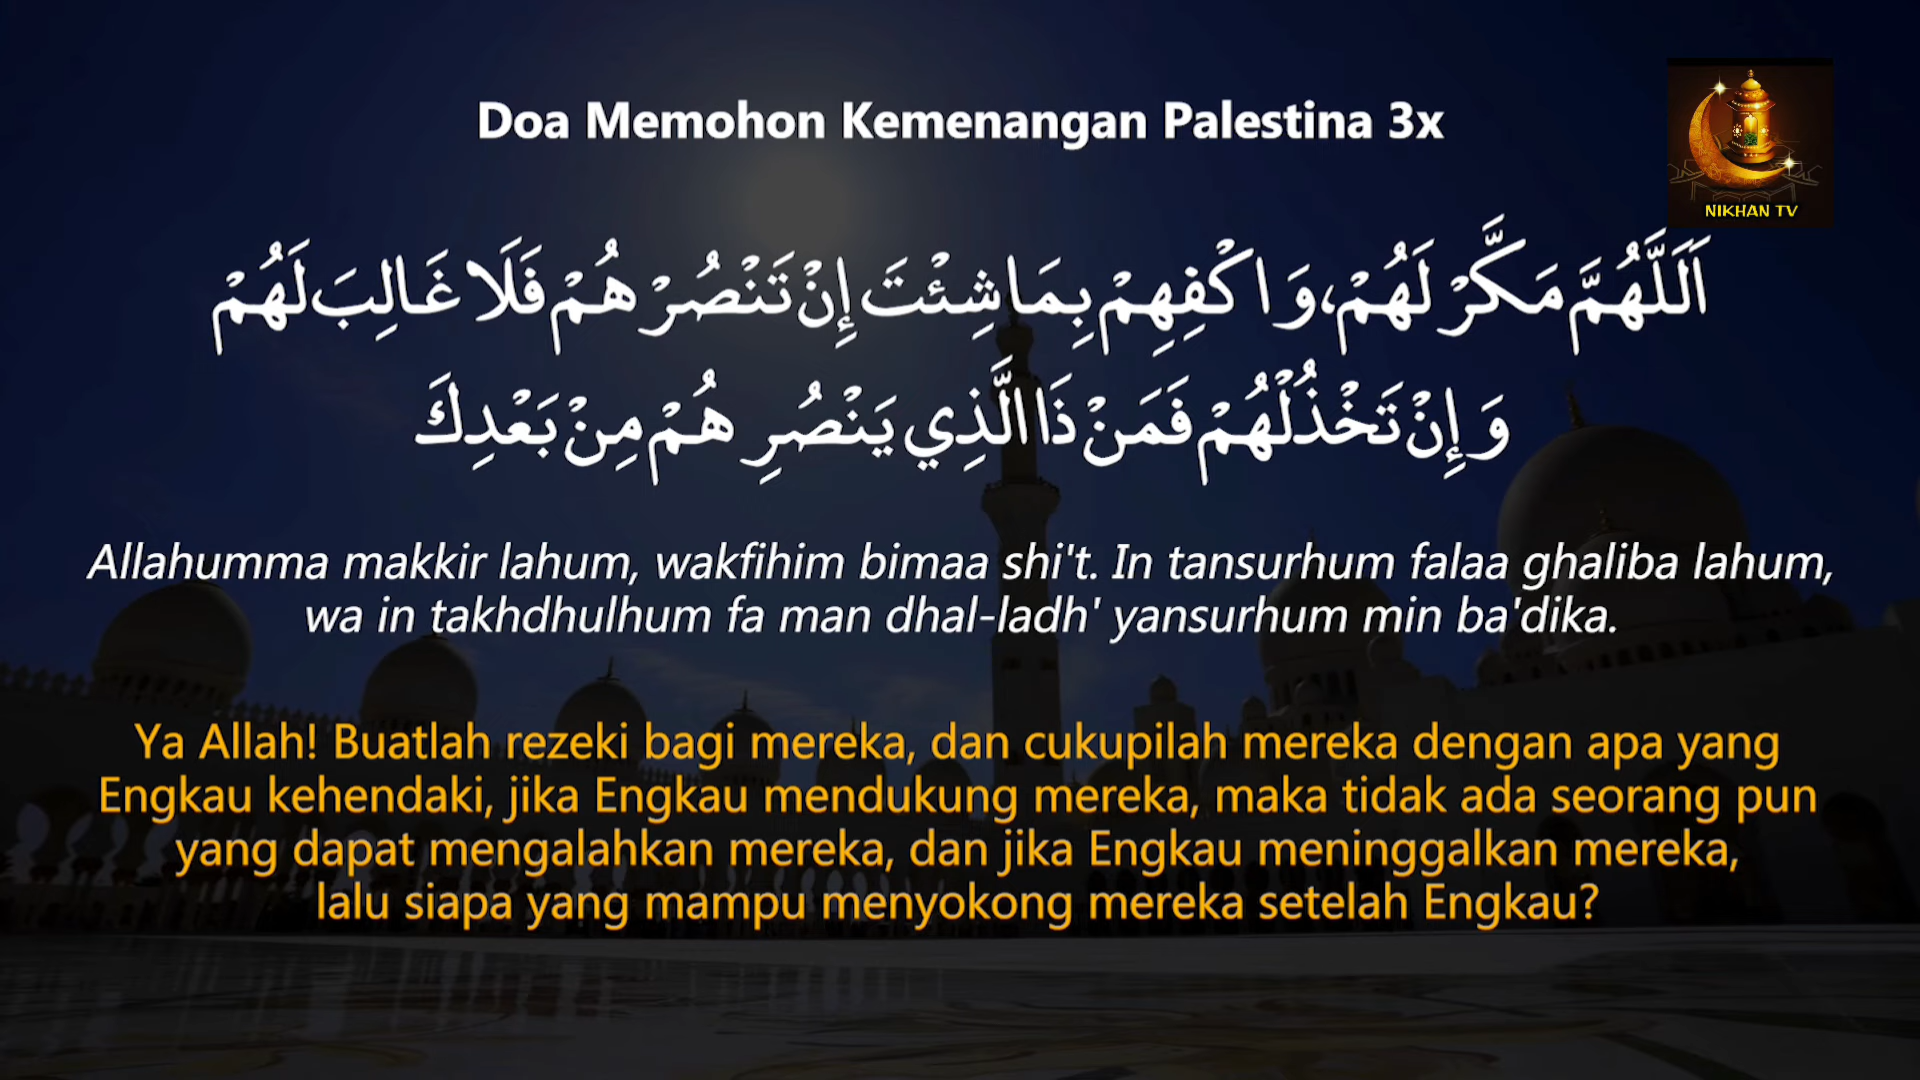 Doa Memohon Kemenangan Palestina 3x
NIKHAN TV
اَللَّهُمَّ مَكَّرْ لَهُمْ، وَاكْفِهِمْ بِمَا شِئْتَ إِنْ تَنْصُرْهُمْ فَلَا غَالِبَ لَهُمْ
وَإِنْ تَخْذُلْهُمْ فَمَنْ ذَا الَّذِي يَنْصُرِهُمْ مِنْ بَعْدِكَ
Allahumma makkir lahum, wakfihim bimaa shi't. In tansurhum falaa ghaliba lahum,
wa in takhdhulhum fa man dhal-ladh' yansurhum min ba'dika.
Ya Allah! Buatlah rezeki bagi mereka, dan cukupilah mereka dengan apa yang
Engkau kehendaki, jika Engkau mendukung mereka, maka tidak ada seorang pun
yang dapat mengalahkan mereka, dan jika Engkau meninggalkan mereka,
lalu siapa yang mampu menyokong mereka setelah Engkau?